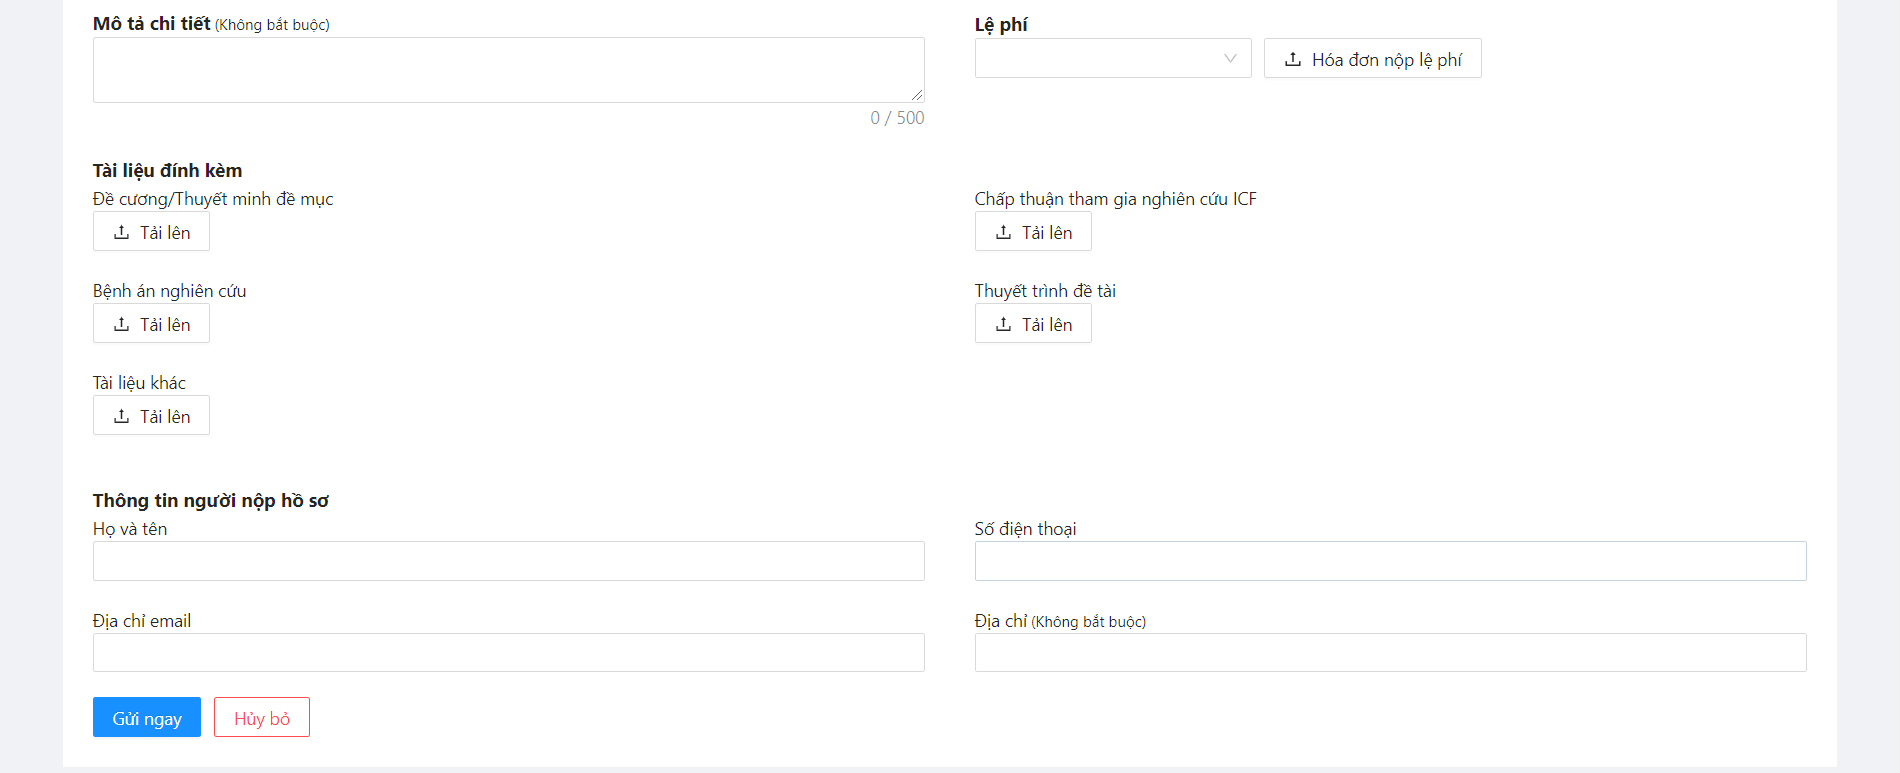 Mô tả chi tiết (Không bắt buộc)
Lệ phí
Hóa đơn nộp lệ phí
0 / 500
Tài liệu đính kèm
Đề cương/Thuyết minh đề mục
Chấp thuận tham gia nghiên cứu ICF
Tải lên
Tải lên
Bệnh án nghiên cứu
Thuyết trình đề tài
Tải lên
Tải lên
Tài liệu khác
Tải lên
Thông tin người nộp hồ sơ
Họ và tên
Số điện thoại
Địa chỉ email
Địa chỉ (Không bắt buộc)
Gửi ngay
Hủy bỏ